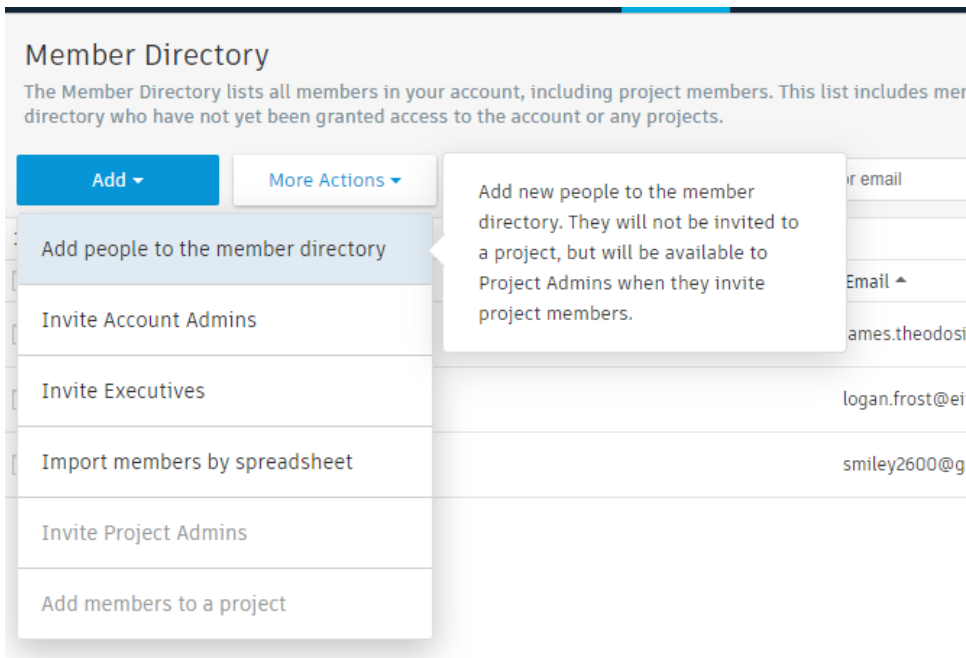 Member Directory
The Member Directory lists all members in your account, including project members. This list includes
directory who have not yet been granted access to the account or any projects.
Add
More Actions
or email
Add people to the member directory
Add new people to the member
directory. They will not be invited to
a project, but will be available to
Project Admins when they invite
project members.
Invite Account Admins
Email
Invite Executives
ames.theodosi
logan.frost@ei
Import members by spreadsheet
smiley2600@g
Invite Project Admins
Add members to a project